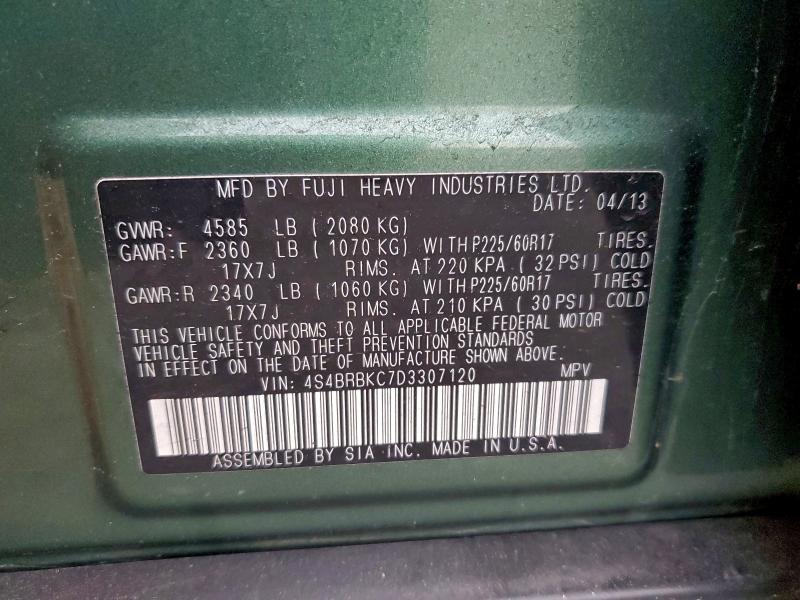 MFD BY FUJI HEAVY INDUSTRIES LTD.
DATE: 04/13
GVWR: 4585 LB ( 2080 KG)
GAWR:F 2360 LB ( 1070 KG) WITH P225/60R17 TIRES.
17X7J RIMS. AT 220 KPA ( 32 PSI) COLD
GAWR:R 2340 LB ( 1060 KG) WITH P225/60R17 TIRES.
17X7J RIMS. AT 210 KPA ( 30 PSI) COLD
THIS VEHICLE CONFORMS TO ALL APPLICABLE FEDERAL MOTOR
VEHICLE SAFETY AND THEFT PREVENTION STANDARDS
IN EFFECT ON THE DATE OF MANUFACTURE SHOWN ABOVE.
VIN: 4S4BRBKC7D3307120 MPV
ASSEMBLED BY SIA INC. MADE IN U.S.A.